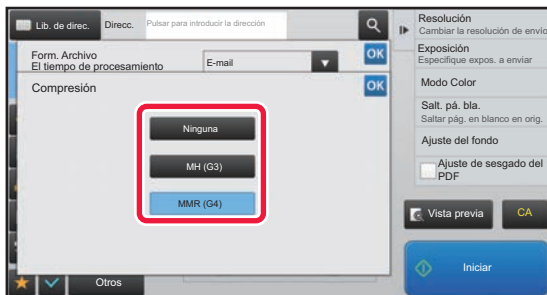 Lib. de direc.
Direcc.
Pulsar para introducir la dirección
Form. Archivo
El tiempo de procesamiento
E-mail
OK
Compresión
OK
Ninguna
MH (G3)
MMR (G4)
Otros
Resolución
Cambiar la resolución de envío
Exposición
Especifique expos. a enviar
Modo Color
Salt. pá. bla.
Saltar pág. en blanco en orig.
Ajuste del fondo
Ajuste de sesgado del
PDF
Vista previa
CA
Iniciar